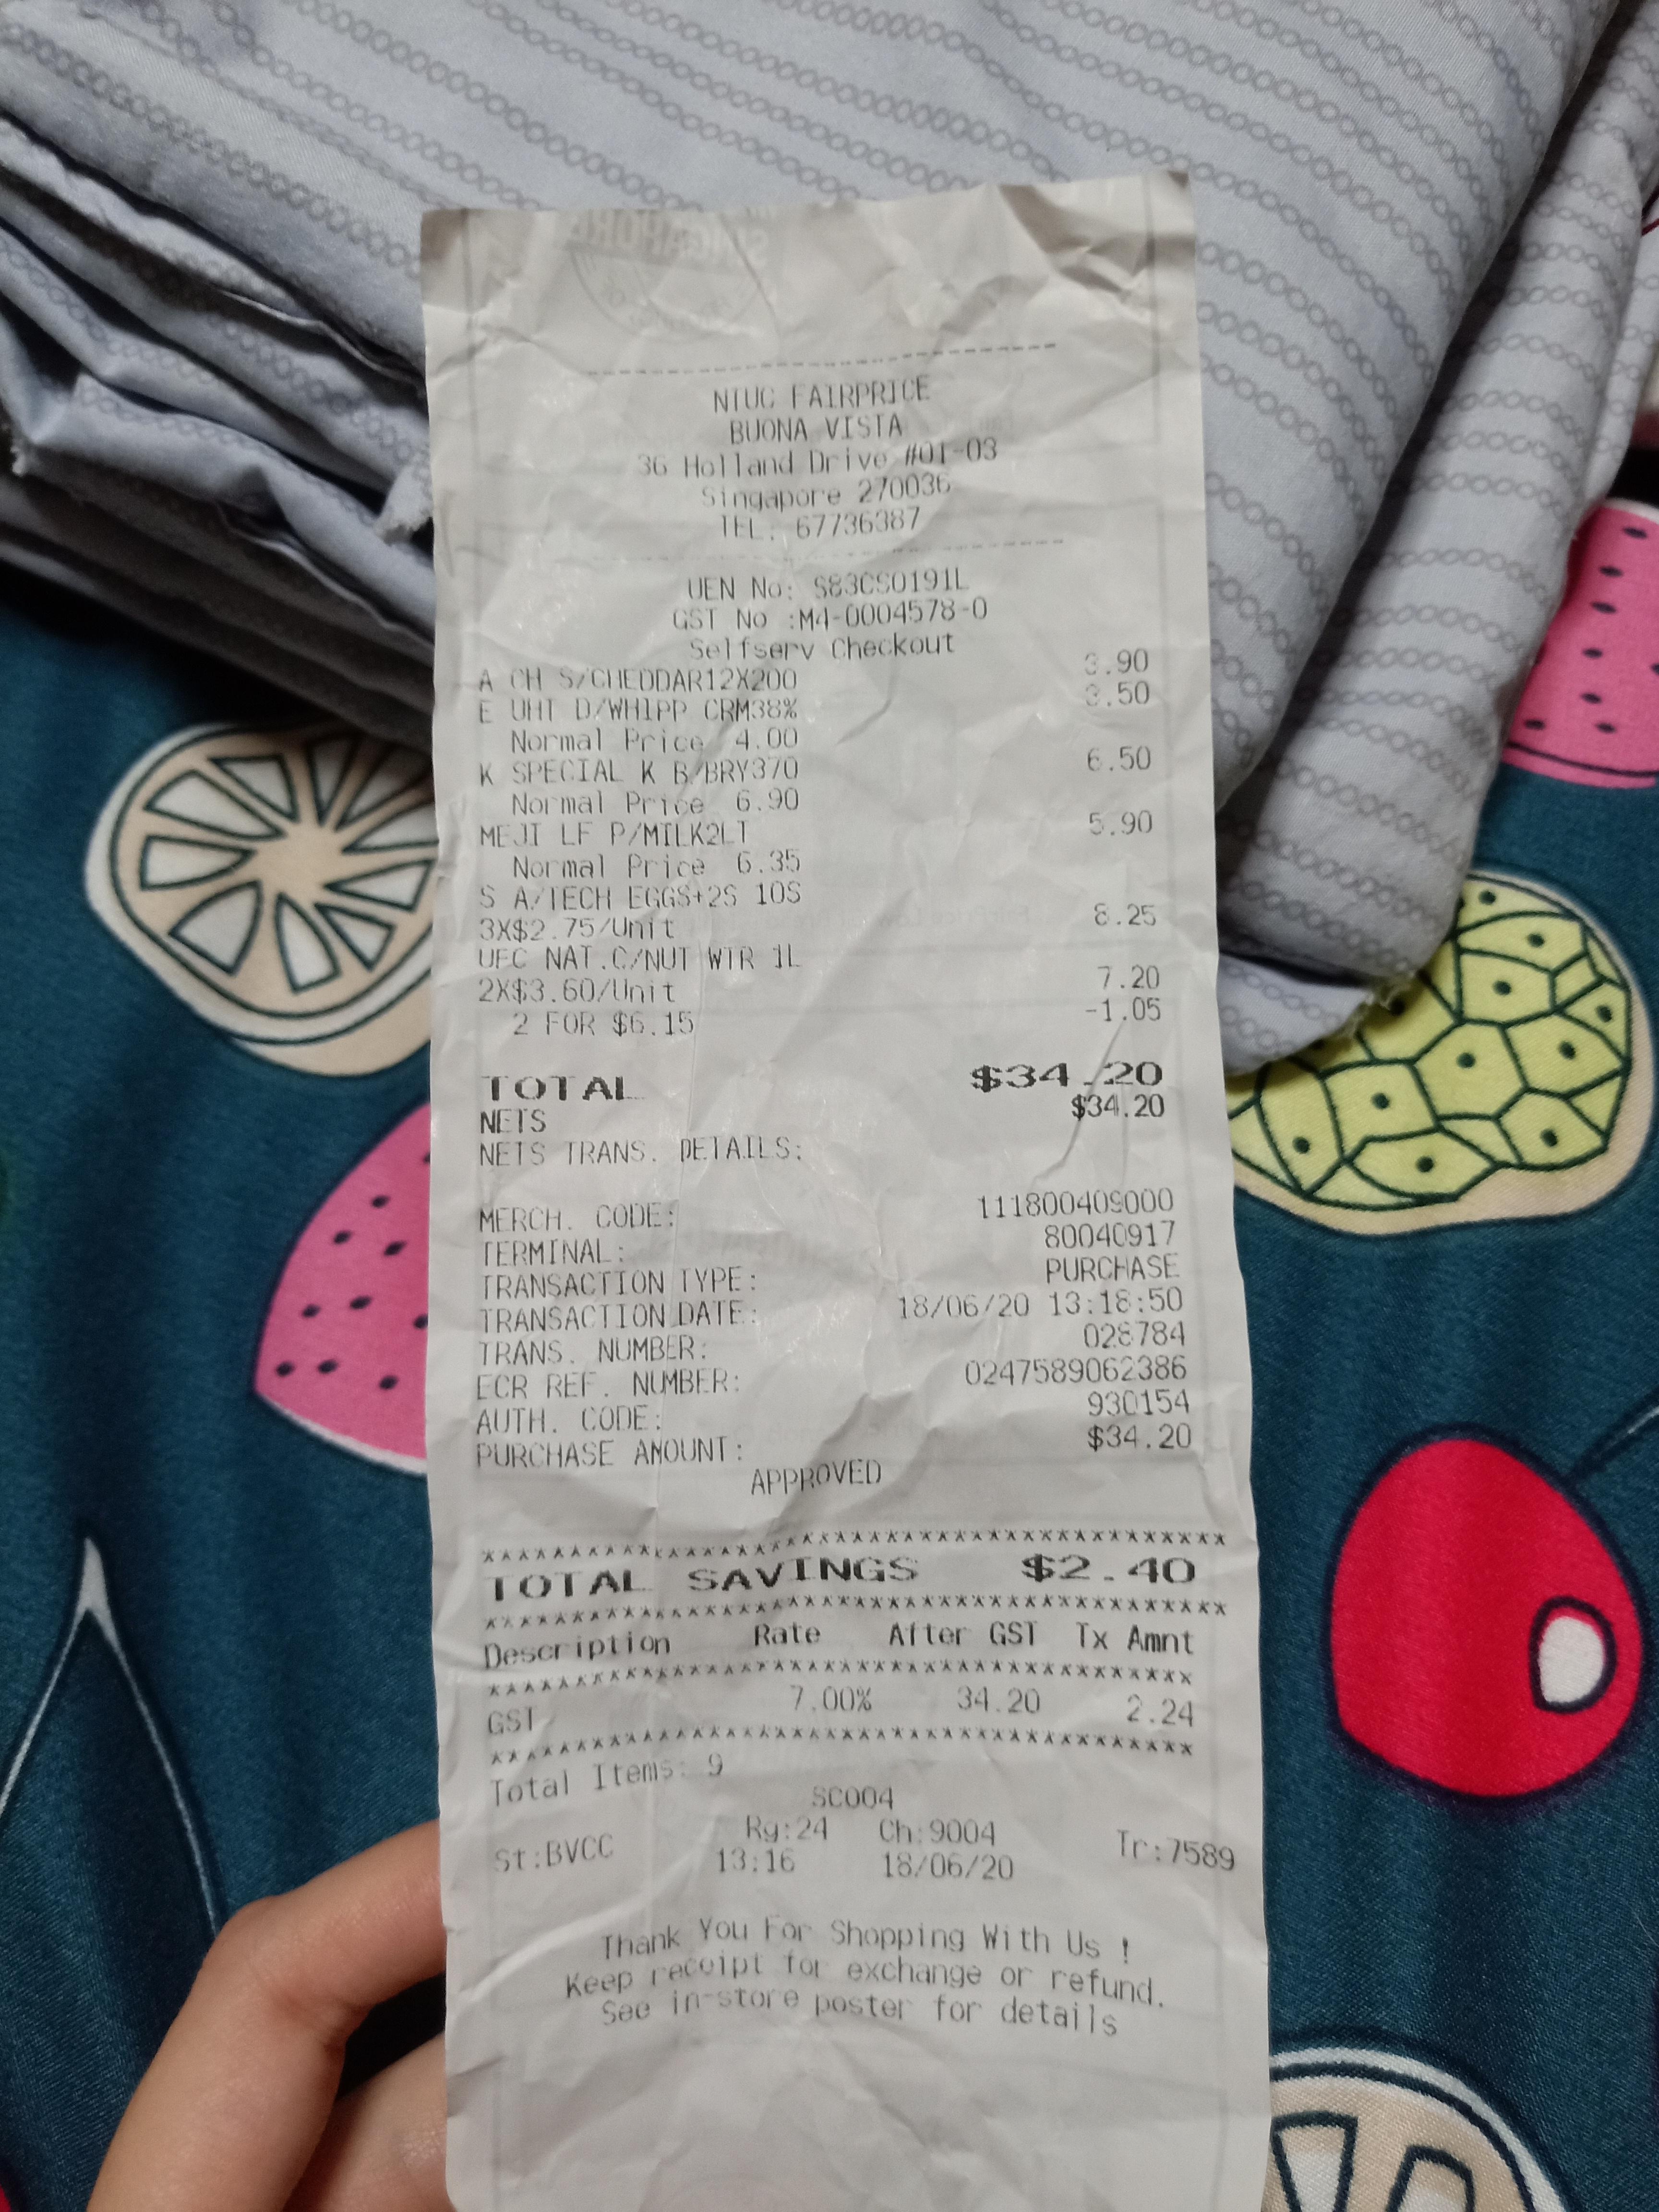 NTUC FAIRPRICE
BUONA VISTA
36 Holland Drive #01-03
Singapore 270036
TEL: 67736387
UEN No: S83CS0191L
GST No :M4-0004578-0
Selfserv Checkout
A CH S/CHEDDAR12X200 3.90
E UHT D/WHIPP CRM38% 3.50
Normal Price 4.00
K SPECIAL K B/BRY370 6.50
Normal Price 6.90
MEJI LF P/MILK2LT 5.90
Normal Price 6.35
S A/TECH EGGS+2S 10S
3X$2.75/Unit 8.25
UFC NAT.C/NUT WTR 1L
2X$3.60/Unit 7.20
2 FOR $6.15 -1.05
TOTAL $34.20
NETS $34.20
NETS TRANS. DETAILS:
MERCH. CODE: 111800409000
TERMINAL: 80040917
TRANSACTION TYPE: PURCHASE
TRANSACTION DATE: 18/06/20 13:18:50
TRANS. NUMBER: 028784
ECR REF. NUMBER: 0247589062386
AUTH. CODE: 930154
PURCHASE AMOUNT: $34.20
APPROVED
****************************************
TOTAL SAVINGS $2.40
****************************************
Description Rate After GST Tx Amnt
****************************************
GST 7.00% 34.20 2.24
****************************************
Total Items: 9
SC004
St:BVCC Rg:24 Ch:9004 Tr:7589
13:16 18/06/20
Thank You For Shopping With Us !
Keep receipt for exchange or refund.
See in-store poster for details